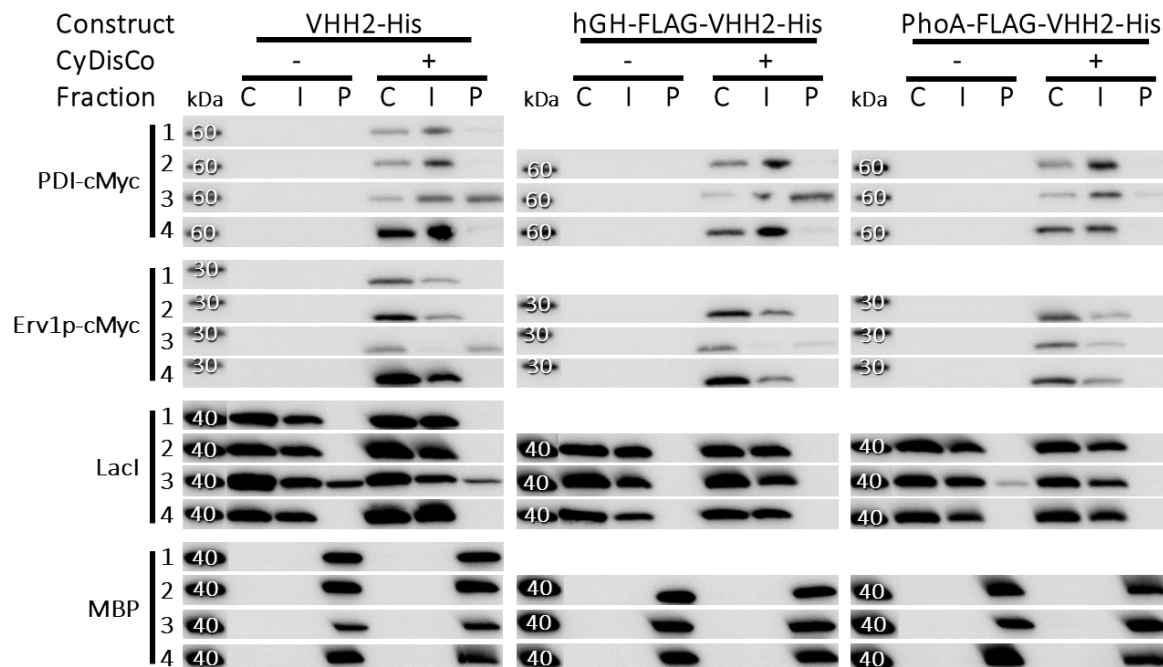 Construct VHH2-His hGH-FLAG-VHH2-His PhoA-FLAG-VHH2-His
CyDisCo - + - + - +
Fraction kDa C I P C I P kDa C I P C I P kDa C I P C I P
PDI-cMyc
1 60
2 60 60 60
3 60 60 60
4 60 60 60
Erv1p-cMyc
1 30
2 30 30 30
3 30 30 30
4 30 30 30
LacI
1 40
2 40 40 40
3 40 40 40
4 40 40 40
MBP
1 40
2 40 40 40
3 40 40 40
4 40 40 40